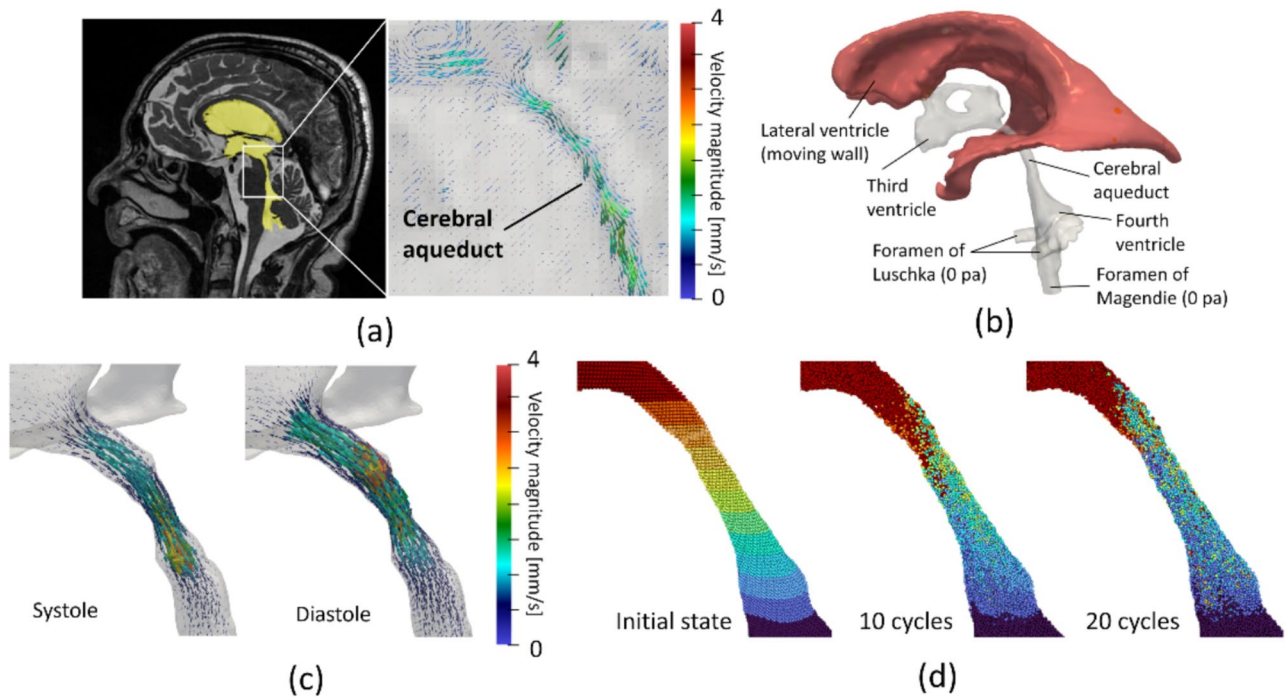 4
Velocity magnitude [mm/s]
0
Cerebral
aqueduct
(a)
Lateral ventricle
(moving wall)
Third
ventricle
Foramen of
Luschka (0 pa)
Cerebral
aqueduct
Fourth
ventricle
Foramen of
Magendie (0 pa)
(b)
Systole
Diastole
4
Velocity magnitude [mm/s]
0
(c)
Initial state
10 cycles
20 cycles
(d)